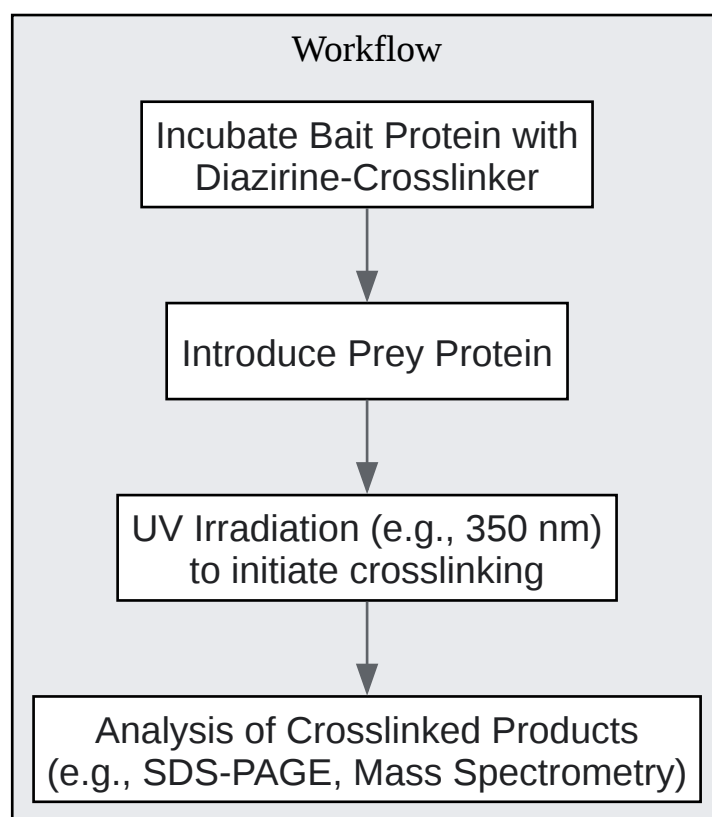 Workflow
Incubate Bait Protein with
Diazirine-Crosslinker
Introduce Prey Protein
UV Irradiation (e.g., 350 nm)
to initiate crosslinking
Analysis of Crosslinked Products
(e.g., SDS-PAGE, Mass Spectrometry)